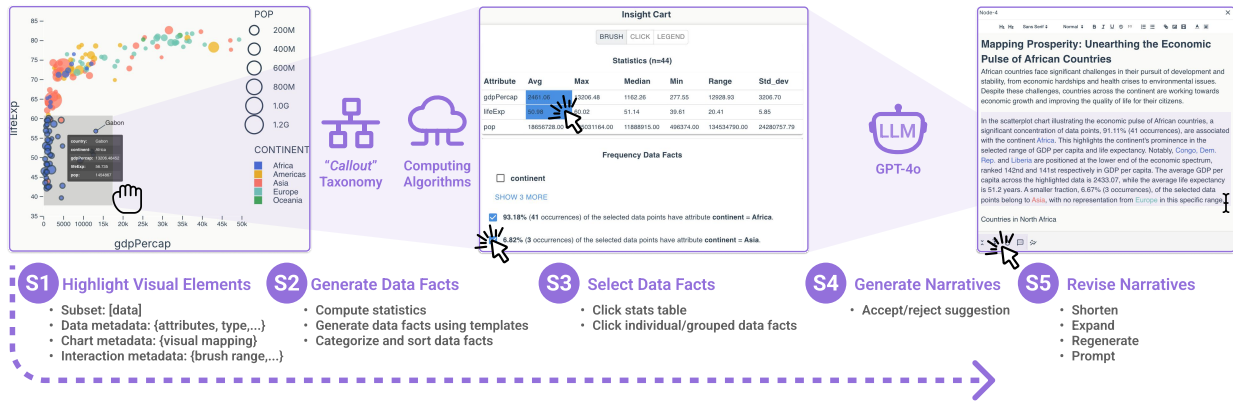 POP
200M
400M
600M
800M
1.0G
1.2G
CONTINENT
Africa
Americas
Asia
Europe
Oceania
lifeExp
85
80
75
70
65
60
55
50
45
40
35
0 5000 10k 15k 20k 25k 30k 35k 40k 45k 50k
gdpPercap
Gabon
country: Gabon
continent: Africa
gdpPercap: 13206.48452
lifeExp: 56.735
"Callout"
Taxonomy
Computing
Algorithms
Insight Cart
BRUSH CLICK LEGEND
Statistics (n=44)
Attribute Avg Max Median Min Range Std_dev
gdpPercap 2461.06 13206.48 1162.26 277.55 12928.93 3206.70
lifeExp 60.02 51.14 39.61 20.41 5.85
pop 18656728.00 11888915.00 496374.00 134534790.00 24280757.79
Frequency Data Facts
continent
SHOW 3 MORE
93.18% (41 occurrences) of the selected data points have attribute continent = Africa.
6.82% (3 occurrences) of the selected data points have attribute continent = Asia.
LLM
GPT-4o
Node-4
H₁ H₂ Sans Serif Normal B I U
Mapping Prosperity: Unearthing the Economic
Pulse of African Countries
African countries face significant challenges in their pursuit of development and
stability, from economic hardships and health crises to environmental issues.
Despite these challenges, countries across the continent are working towards
economic growth and improving the quality of life for their citizens.
In the scatterplot chart illustrating the economic pulse of African countries, a
significant concentration of data points, 91.11% (41 occurrences), are associated
with the continent Africa. This highlights the continent's prominence in the
selected range of GDP per capita and life expectancy. Notably, Congo, Dem.
Rep. and Liberia are positioned at the lower end of the economic spectrum,
ranked 142nd and 141st respectively in GDP per capita. The average GDP per
capita across the highlighted data is 2433.07, while the average life expectancy
is 51.2 years. A smaller fraction, 6.67% (3 occurrences), of the selected data
points belong to Asia, with no representation from Europe in this specific range.
Countries in North Africa
S1 Highlight Visual Elements
• Subset: [data]
• Data metadata: {attributes, type,...}
• Chart metadata: {visual mapping}
• Interaction metadata: {brush range,...}
S2 Generate Data Facts
• Compute statistics
• Generate data facts using templates
• Categorize and sort data facts
S3 Select Data Facts
• Click stats table
• Click individual/grouped data facts
S4 Generate Narratives
• Accept/reject suggestion
S5 Revise Narratives
• Shorten
• Expand
• Regenerate
• Prompt